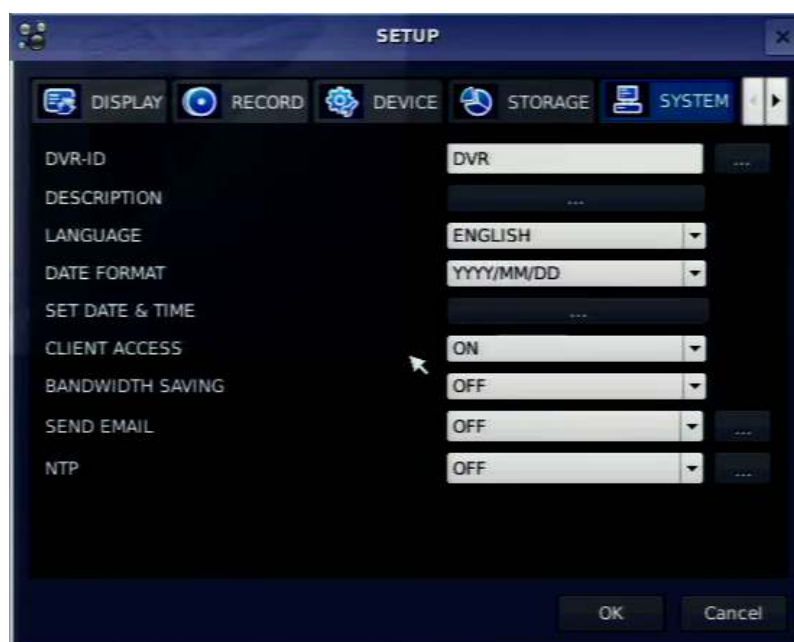 SETUP
DISPLAY RECORD DEVICE STORAGE SYSTEM
DVR-ID DVR ...
DESCRIPTION ...
LANGUAGE ENGLISH
DATE FORMAT YYYY/MM/DD
SET DATE & TIME ...
CLIENT ACCESS ON
BANDWIDTH SAVING OFF
SEND EMAIL OFF ...
NTP OFF ...
OK Cancel